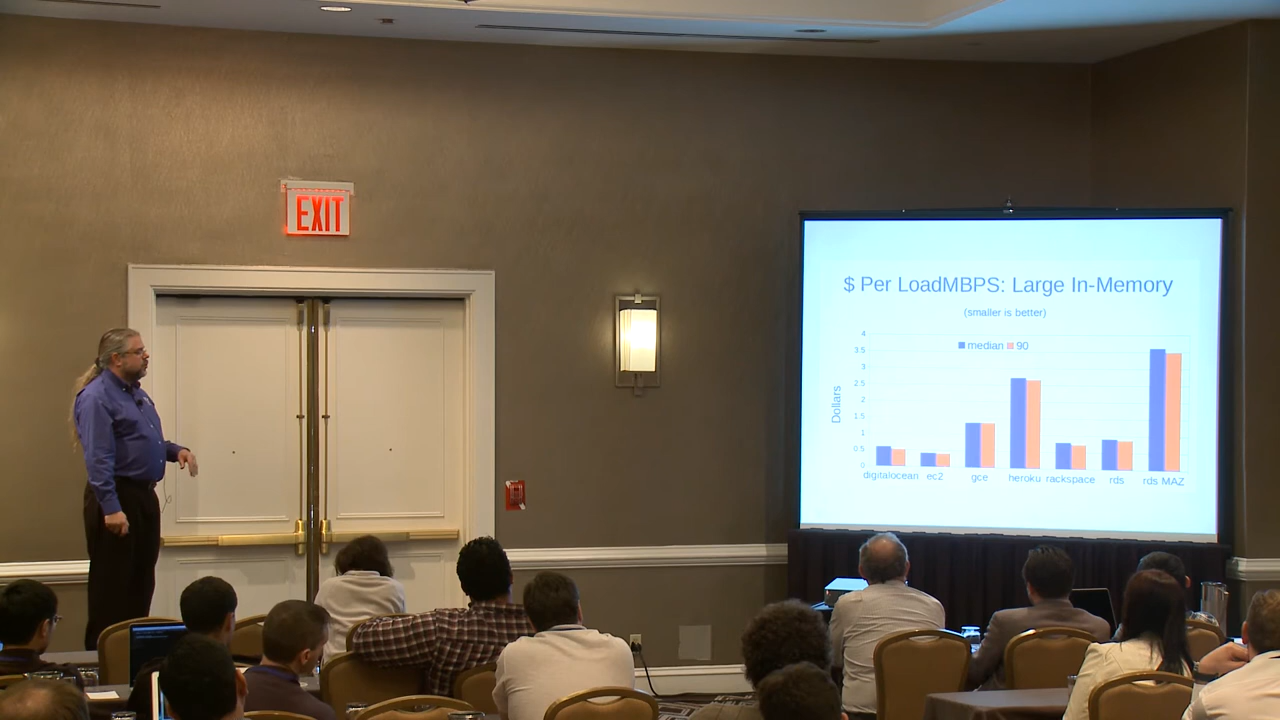 EXIT
$ Per LoadMBPS: Large In-Memory
(smaller is better)
median 90
Dollars
4
3.5
3
2.5
2
1.5
1
0.5
0
digitalocean ec2 gce heroku rackspace rds rds MAZ